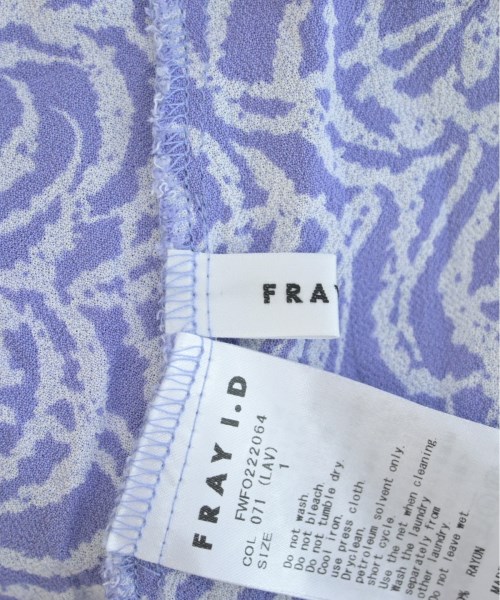 FRAY
FRAY I.D
FWFO222064
COL 071 (LAV)
SIZE 1
Do not wash.
Do not bleach.
Do not tumble dry.
Cool iron.
use press cloth.
Dryclean
petroleum solvent only.
short cycle
Use the net when cleaning.
Wash the laundry
separately from
other laundry.
Do not leave wet.
% RAYON
MA